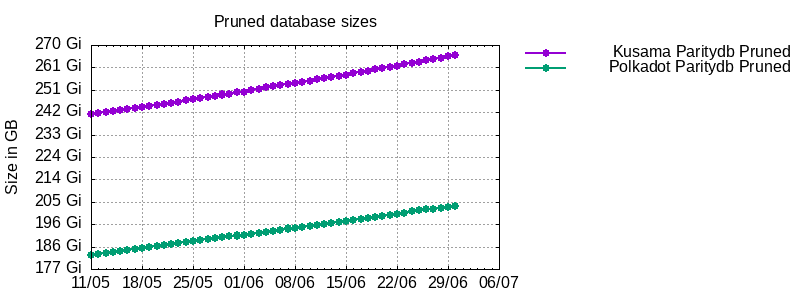 Pruned database sizes
Kusama Paritydb Pruned
Polkadot Paritydb Pruned
Size in GB
270 Gi
261 Gi
251 Gi
242 Gi
233 Gi
224 Gi
214 Gi
205 Gi
196 Gi
186 Gi
177 Gi
11/05 18/05 25/05 01/06 08/06 15/06 22/06 29/06 06/07